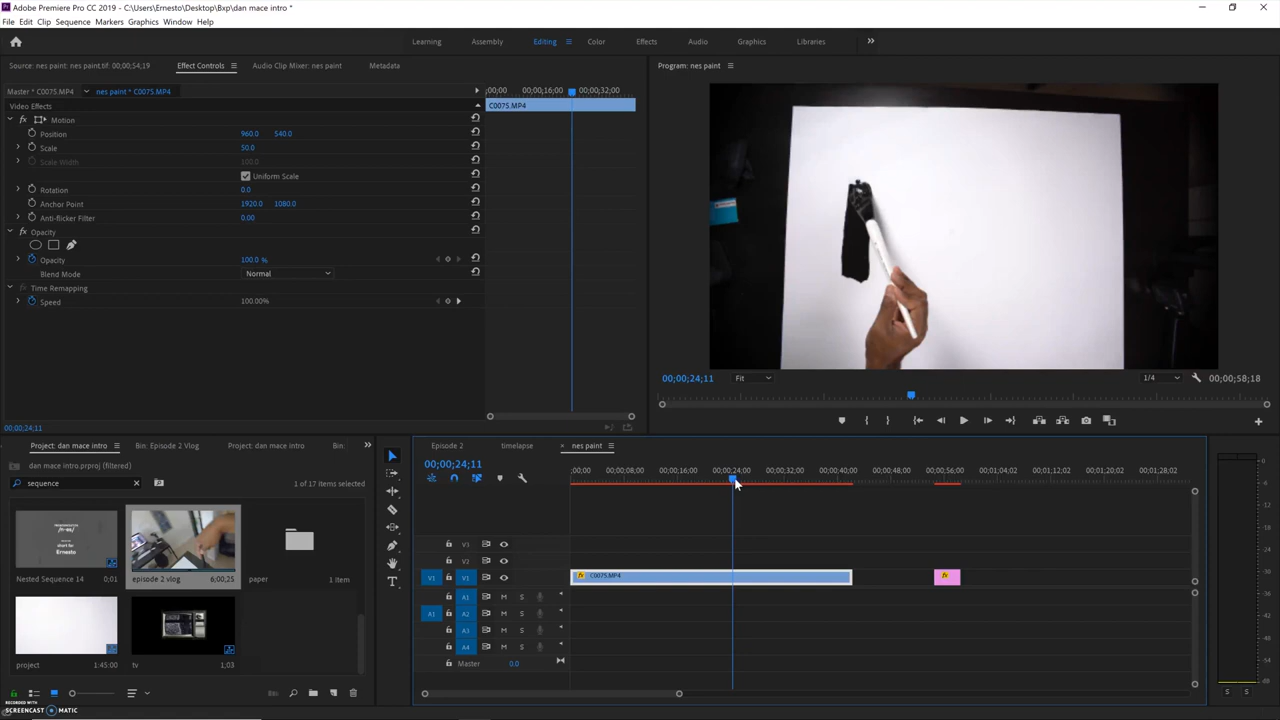 Adobe Premiere Pro CC 2019 - C:\Users\Ernesto\Desktop\Bxp\dan mace intro *
File Edit Clip Sequence Markers Graphics Window Help
Learning Assembly Editing Effects Color Effects Audio Graphics Libraries
Source: nes paint: nes paint.tif: 00;00;54;19 Effect Controls Audio Clip Mixer: nes paint Metadata
Program: nes paint
Master * C0075.MP4 nes paint * C0075.MP4
;00;00 00;00;16;00 00;00;32;00
Video Effects
C0075.MP4
fx Motion
Position 960.0 540.0
Scale 50.0
Scale Width 100.0
Uniform Scale
Rotation 0.0
Anchor Point 1920.0 1080.0
Anti-flicker Filter 0.00
fx Opacity
Opacity 100.0 %
Blend Mode Normal
Time Remapping
Speed 100.00%
00;00;24;11 Fit 1/4 00;00;58;18
00;00;24;11
Project: dan mace intro Bin: Episode 2 Vlog Project: dan mace intro Bin:
Episode 2 timelapse nes paint
dan mace intro.prproj (filtered)
00;00;24;11
;00;00 00;00;08;00 00;00;16;00 00;00;24;00 00;00;32;00 00;00;40;00 00;00;48;00 00;00;56;00 00;01;04;02 00;01;12;02 00;01;20;02 00;01;28;02
sequence
1 of 17 items selected
Ernesto
Nested Sequence 14 0;01
episode 2 vlog 6;00;25
paper 1 item
project 1:45:00
tv 1;03
V3
V2
V1 V1 fx C0075.MP4 fx
A1 M S
A1 A2 M S
A3 M S
A4 M S
Master 0.0
S S
RECORDED WITH
SCREENCAST MATIC